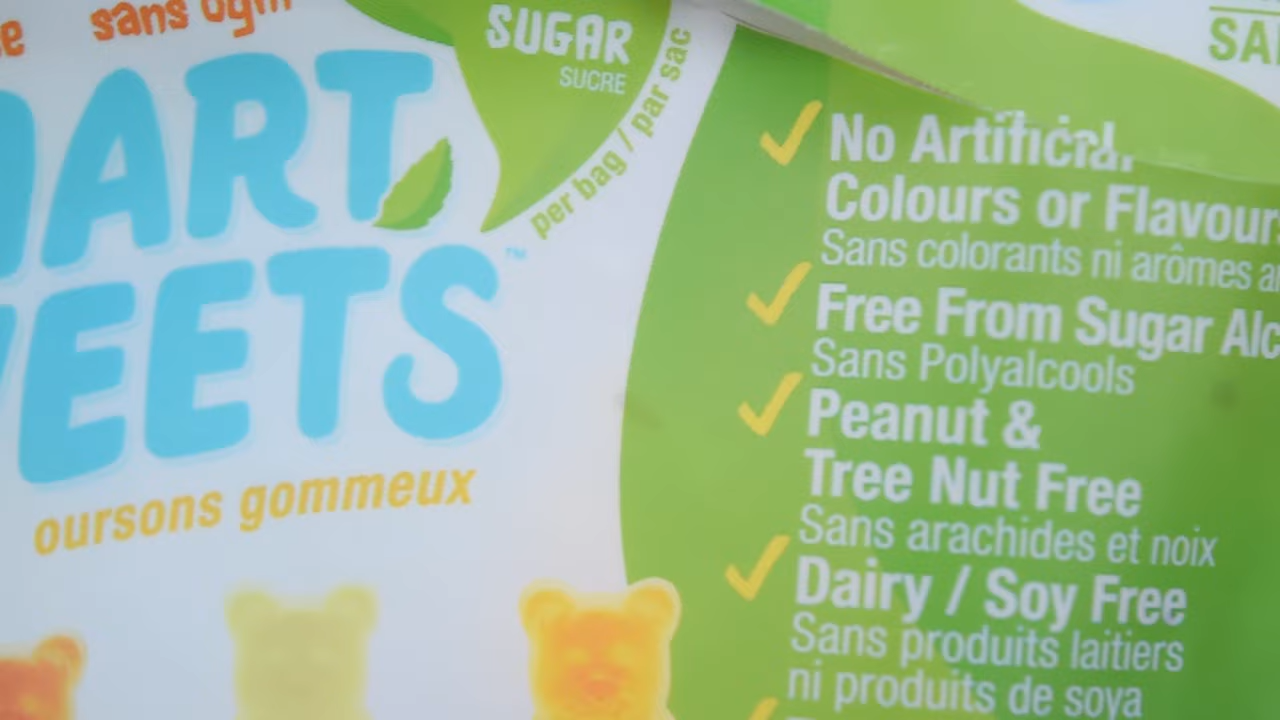 sans ogm
ART
EETS
™
oursons gommeux
SUGAR
SUCRE
per bag / par sac
No Artificial
Colours or Flavours
Sans colorants ni arômes
Free From Sugar Alc
Sans Polyalcools
Peanut &
Tree Nut Free
Sans arachides et noix
Dairy / Soy Free
Sans produits laitiers
ni produits de soya